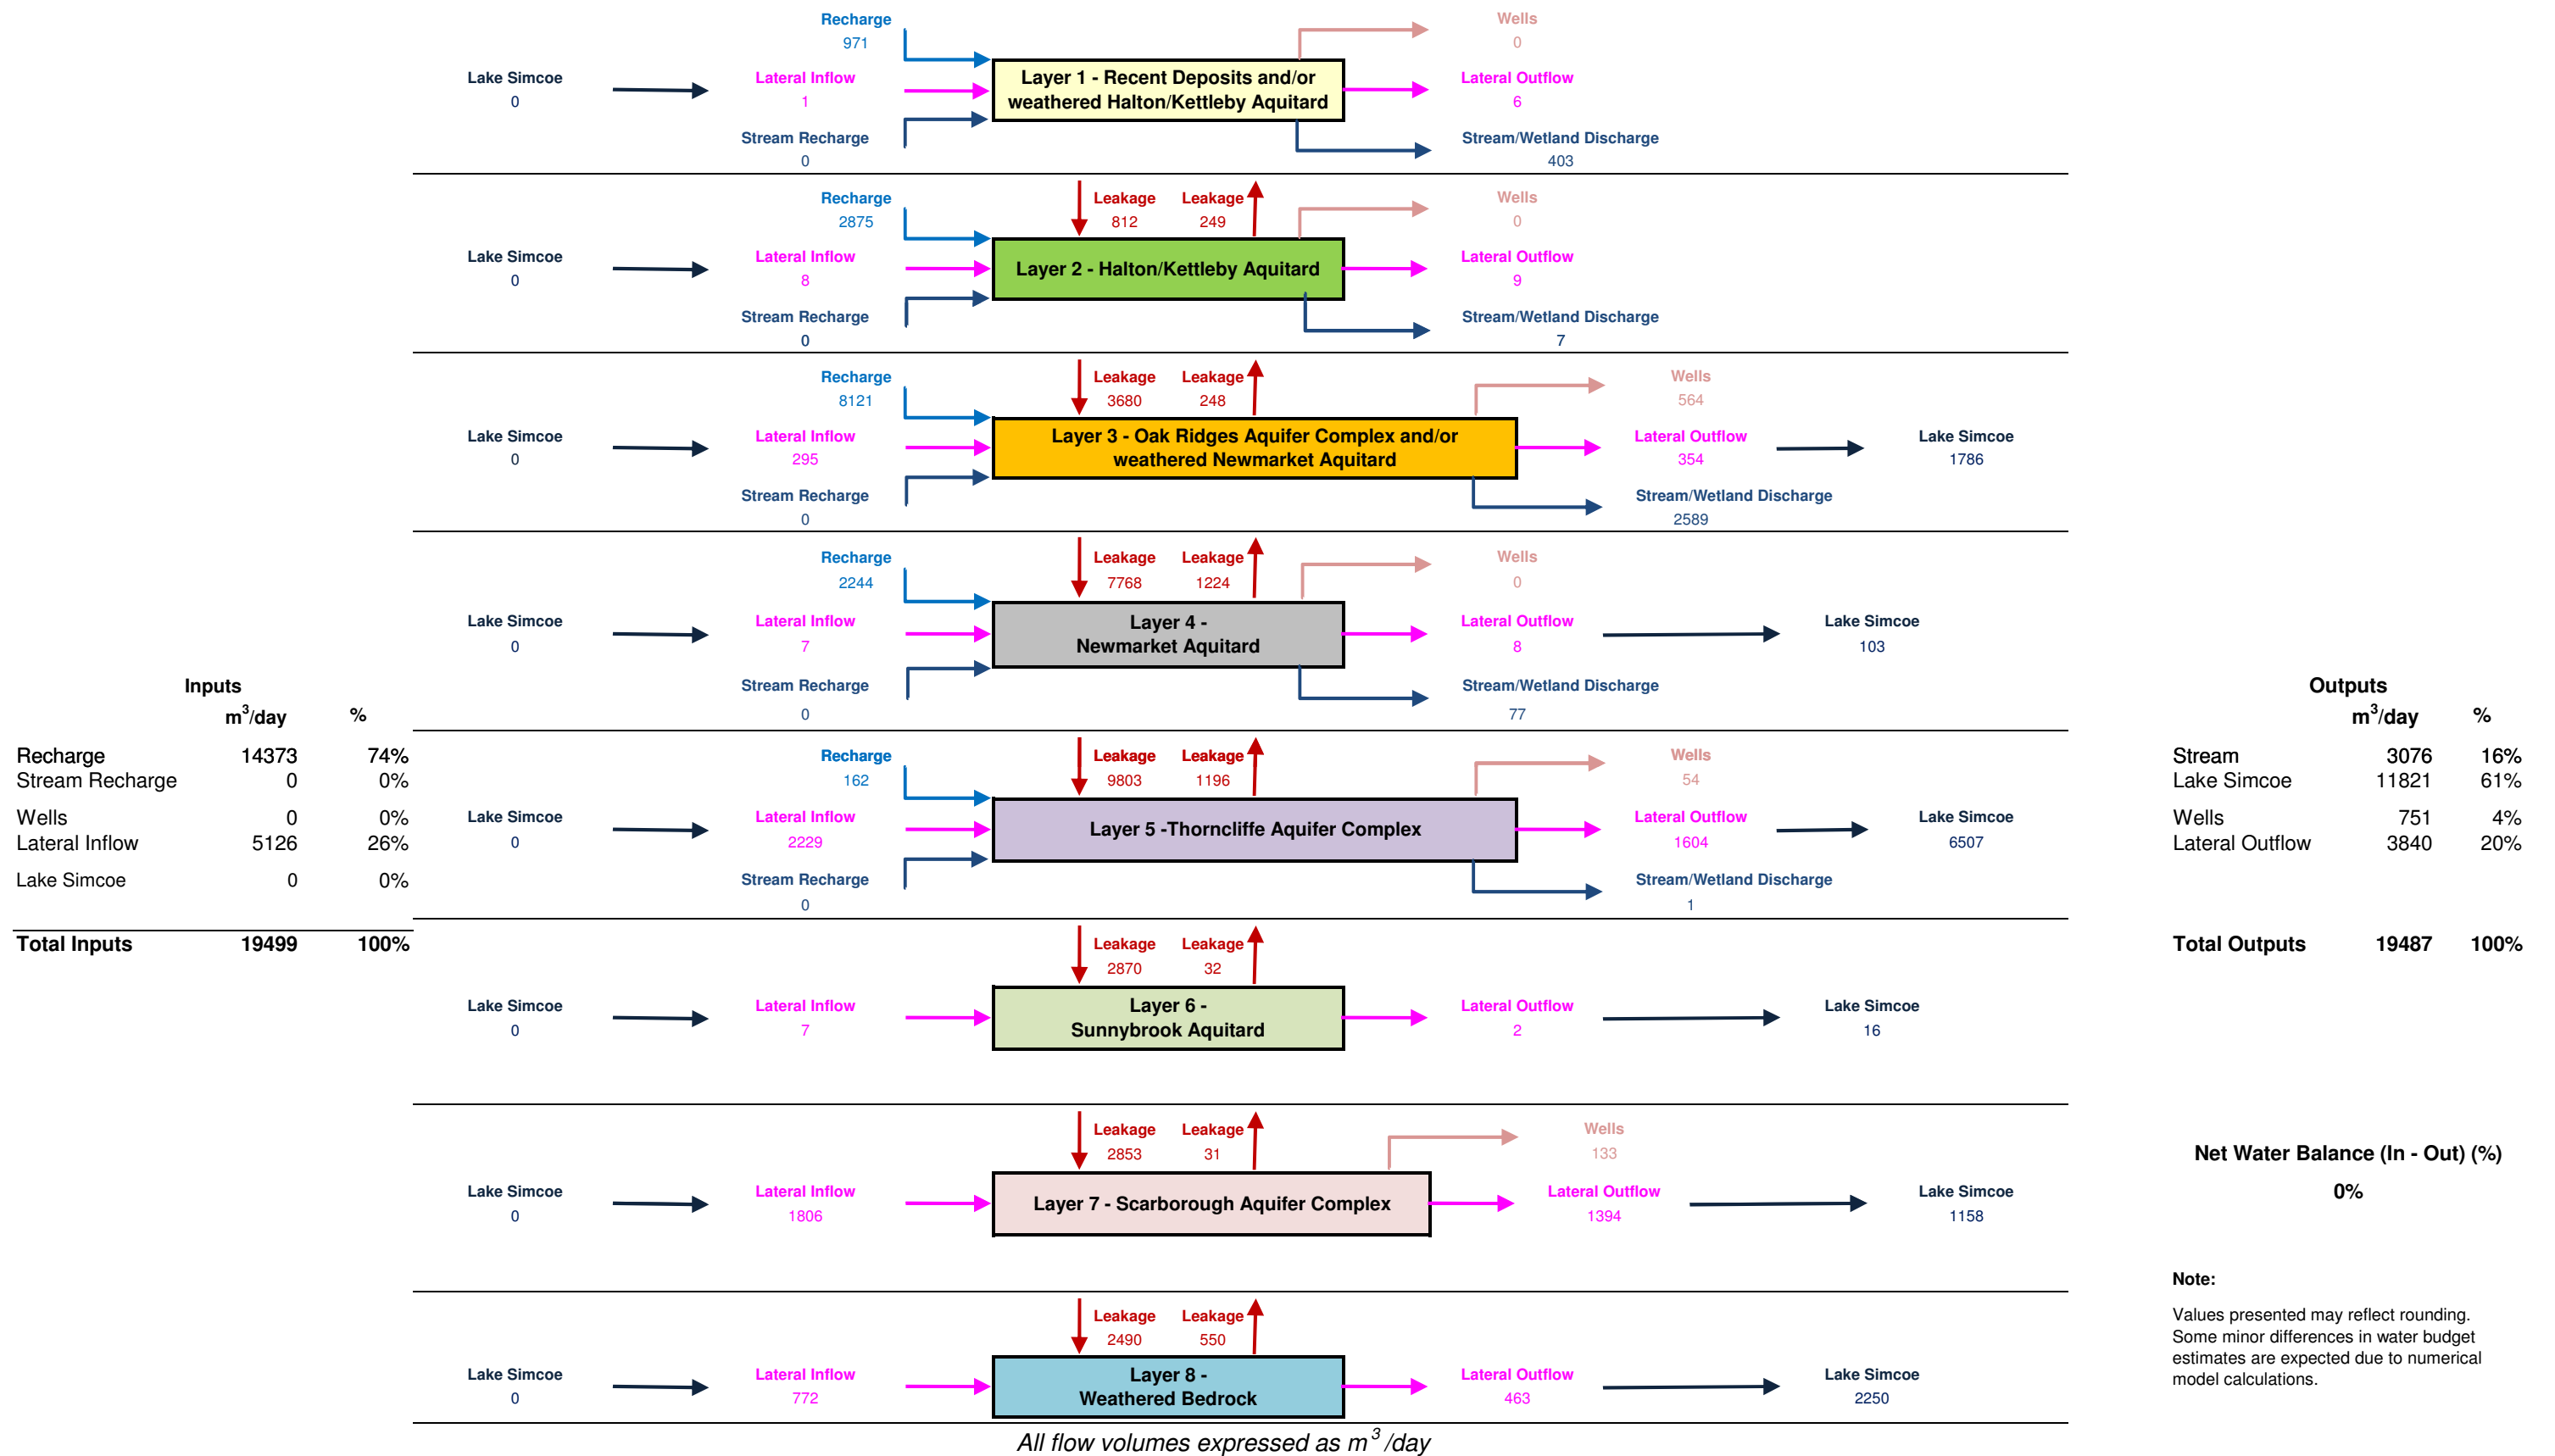 Recharge
971
Wells
0
Lake Simcoe
0
Lateral Inflow
1
Layer 1 - Recent Deposits and/or
weathered Halton/Kettleby Aquitard
Lateral Outflow
6
Stream Recharge
0
Stream/Wetland Discharge
403
Recharge
2875
Leakage
812
Leakage
249
Wells
0
Lake Simcoe
0
Lateral Inflow
8
Layer 2 - Halton/Kettleby Aquitard
Lateral Outflow
9
Stream Recharge
0
Stream/Wetland Discharge
7
Recharge
8121
Leakage
3680
Leakage
248
Wells
564
Lake Simcoe
0
Lateral Inflow
295
Layer 3 - Oak Ridges Aquifer Complex and/or
weathered Newmarket Aquitard
Lateral Outflow
354
Lake Simcoe
1786
Stream Recharge
0
Stream/Wetland Discharge
2589
Recharge
2244
Leakage
7768
Leakage
1224
Wells
0
Lake Simcoe
0
Lateral Inflow
7
Layer 4 -
Newmarket Aquitard
Lateral Outflow
8
Lake Simcoe
103
Stream Recharge
0
Stream/Wetland Discharge
77
Recharge
162
Leakage
9803
Leakage
1196
Wells
54
Lake Simcoe
0
Lateral Inflow
2229
Layer 5 -Thorncliffe Aquifer Complex
Lateral Outflow
1604
Lake Simcoe
6507
Stream Recharge
0
Stream/Wetland Discharge
1
Leakage
2870
Leakage
32
Lake Simcoe
0
Lateral Inflow
7
Layer 6 -
Sunnybrook Aquitard
Lateral Outflow
2
Lake Simcoe
16
Leakage
2853
Leakage
31
Wells
133
Lake Simcoe
0
Lateral Inflow
1806
Layer 7 - Scarborough Aquifer Complex
Lateral Outflow
1394
Lake Simcoe
1158
Leakage
2490
Leakage
550
Lake Simcoe
0
Lateral Inflow
772
Layer 8 -
Weathered Bedrock
Lateral Outflow
463
Lake Simcoe
2250
All flow volumes expressed as m³ /day
Inputs
m³/day %
Recharge 14373 74%
Stream Recharge 0 0%
Wells 0 0%
Lateral Inflow 5126 26%
Lake Simcoe 0 0%
Total Inputs 19499 100%
Outputs
m³/day %
Stream 3076 16%
Lake Simcoe 11821 61%
Wells 751 4%
Lateral Outflow 3840 20%
Total Outputs 19487 100%
Net Water Balance (In - Out) (%)
0%
Note:
Values presented may reflect rounding.
Some minor differences in water budget
estimates are expected due to numerical
model calculations.